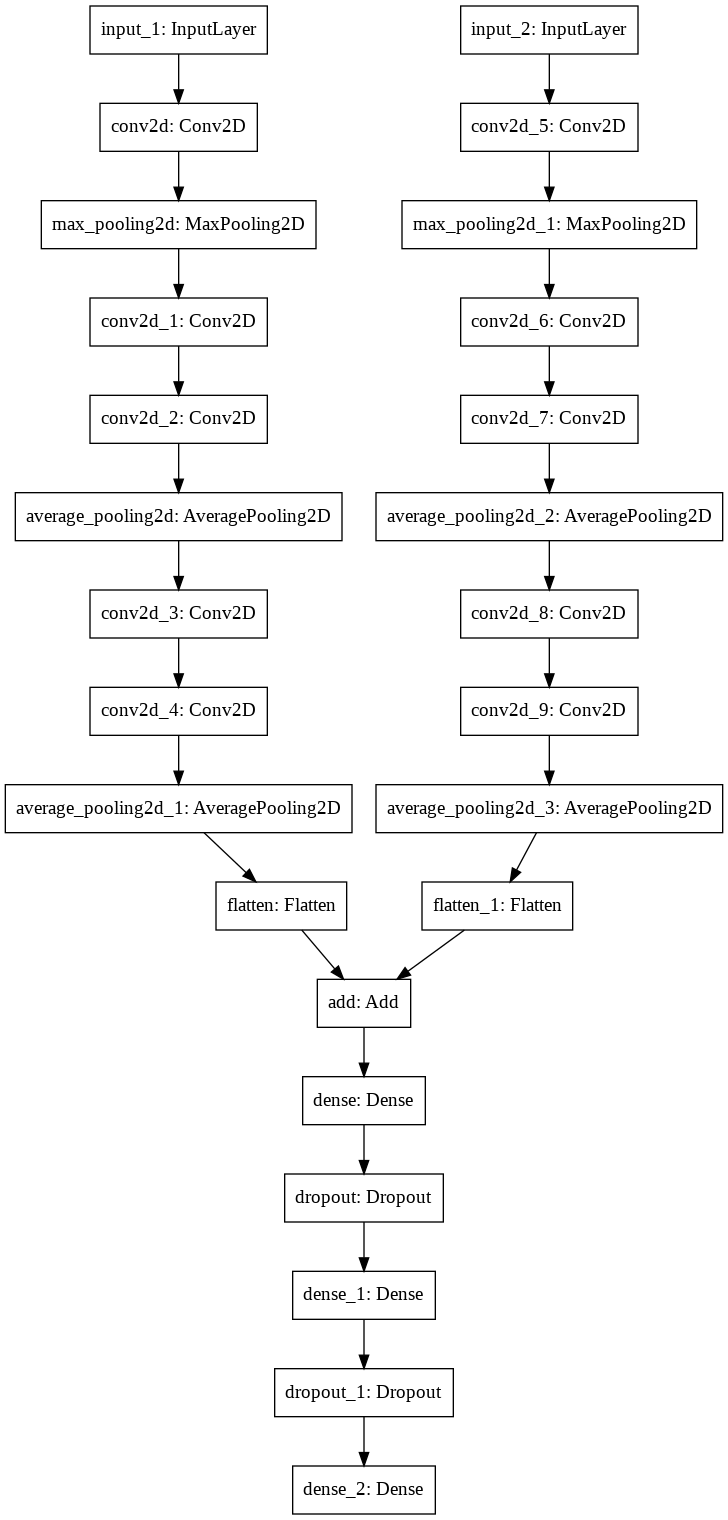 input_1: InputLayer
input_2: InputLayer
conv2d: Conv2D
conv2d_5: Conv2D
max_pooling2d: MaxPooling2D
max_pooling2d_1: MaxPooling2D
conv2d_1: Conv2D
conv2d_6: Conv2D
conv2d_2: Conv2D
conv2d_7: Conv2D
average_pooling2d: AveragePooling2D
average_pooling2d_2: AveragePooling2D
conv2d_3: Conv2D
conv2d_8: Conv2D
conv2d_4: Conv2D
conv2d_9: Conv2D
average_pooling2d_1: AveragePooling2D
average_pooling2d_3: AveragePooling2D
flatten: Flatten
flatten_1: Flatten
add: Add
dense: Dense
dropout: Dropout
dense_1: Dense
dropout_1: Dropout
dense_2: Dense